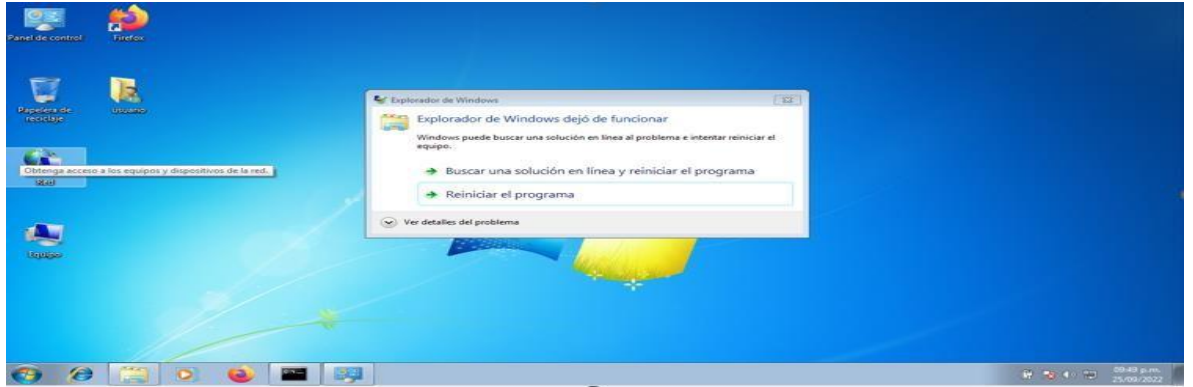 Panel de control
Firefox
Papelera de
reciclaje
Usuario
Obtenga acceso a los equipos y dispositivos de la red.
Red
Equipo
Explorador de Windows
Explorador de Windows dejó de funcionar
Windows puede buscar una solución en línea al problema e intentar reiniciar el
equipo.
Buscar una solución en línea y reiniciar el programa
Reiniciar el programa
Ver detalles del problema
09:49 p.m.
25/09/2022